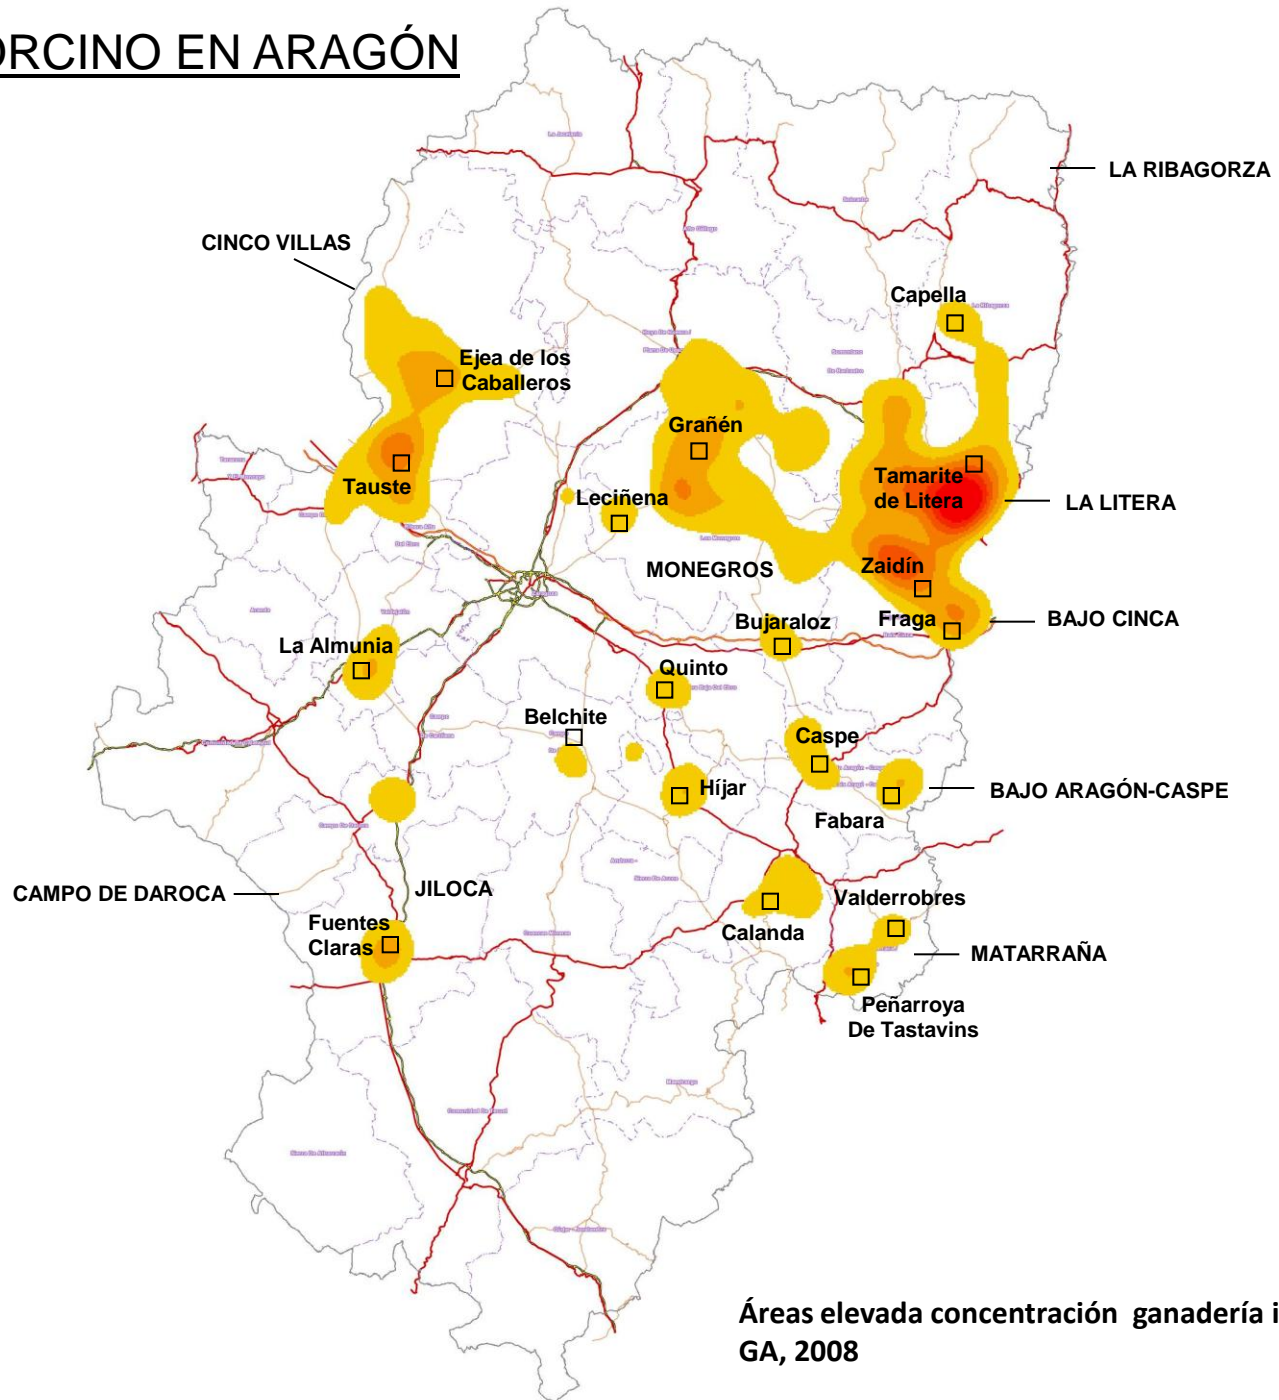 ORCINO EN ARAGÓN
LA RIBAGORZA
CINCO VILLAS
Capella
Ejea de los
Caballeros
Grañén
Tamarite
de Litera
Tauste
Leciñena
LA LITERA
Zaidín
MONEGROS
Bujaraloz
Fraga
BAJO CINCA
La Almunia
Quinto
Belchite
Caspe
Híjar
BAJO ARAGÓN-CASPE
Fabara
CAMPO DE DAROCA
JILOCA
Valderrobres
Fuentes
Claras
Calanda
MATARRAÑA
Peñarroya
De Tastavins
Áreas elevada concentración ganadería i
GA, 2008